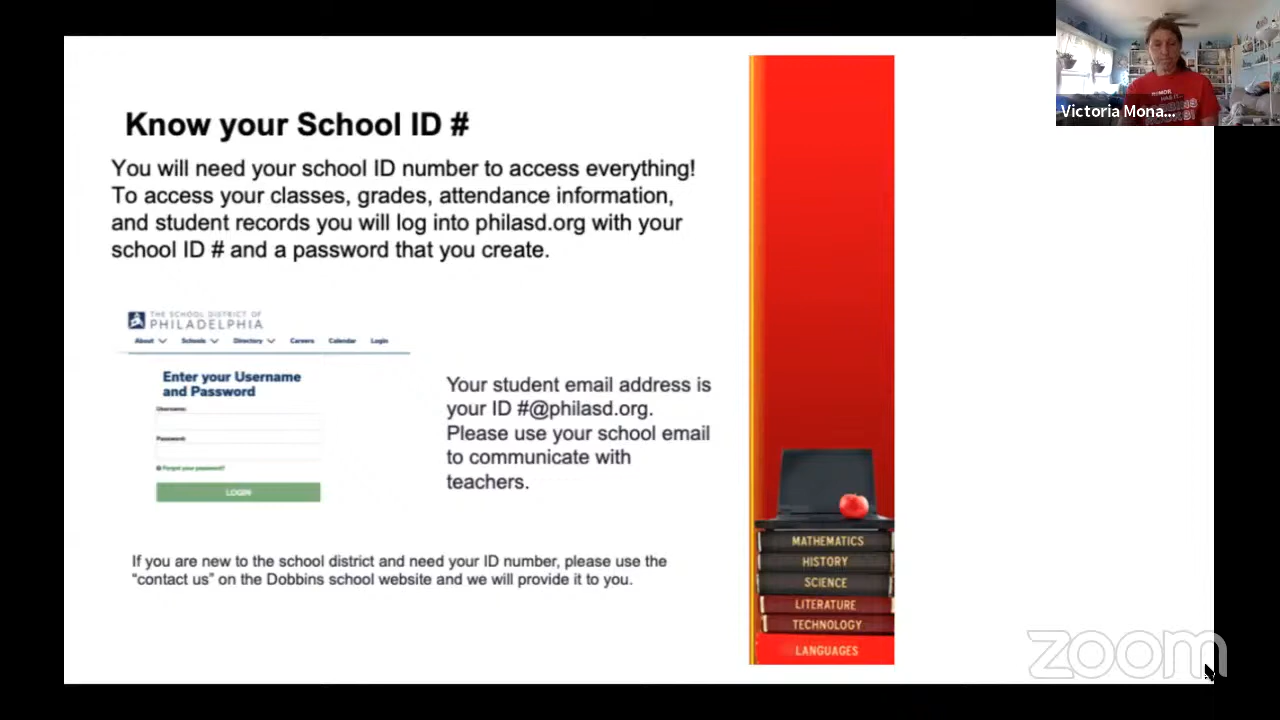 Know your School ID #
You will need your school ID number to access everything!
To access your classes, grades, attendance information,
and student records you will log into philasd.org with your
school ID # and a password that you create.
THE SCHOOL DISTRICT OF
PHILADELPHIA
About Schools Directory Careers Calendar Login
Enter your Username
and Password
Username:
Password:
Forgot your password?
LOGIN
Your student email address is
your ID #@philasd.org.
Please use your school email
to communicate with
teachers.
If you are new to the school district and need your ID number, please use the
“contact us” on the Dobbins school website and we will provide it to you.
MATHEMATICS
HISTORY
SCIENCE
LITERATURE
TECHNOLOGY
LANGUAGES
Victoria Mona...
zoom